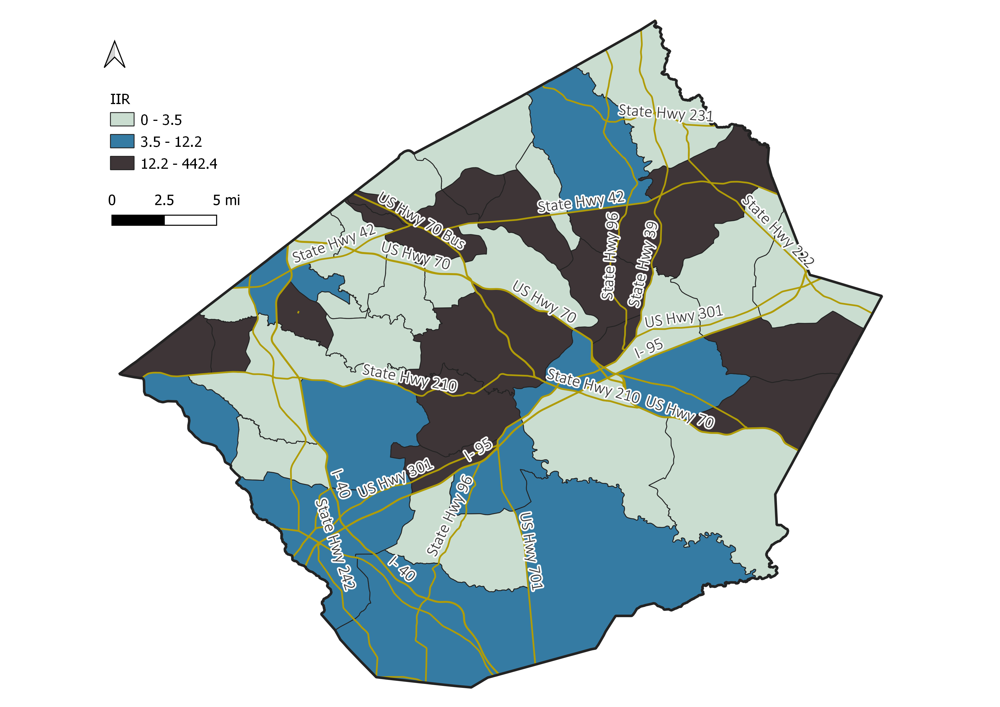 IIR
0 - 3.5
3.5 - 12.2
12.2 - 442.4
0 2.5 5 mi
State Hwy 231
State Hwy 42
US Hwy 70 Bus
State Hwy 42
US Hwy 70
State Hwy 96
State Hwy 39
State Hwy 222
US Hwy 70
US Hwy 301
I- 95
State Hwy 210
State Hwy 210
US Hwy 70
I- 95
US Hwy 301
I- 40
State Hwy 96
State Hwy 242
US Hwy 701
I- 40